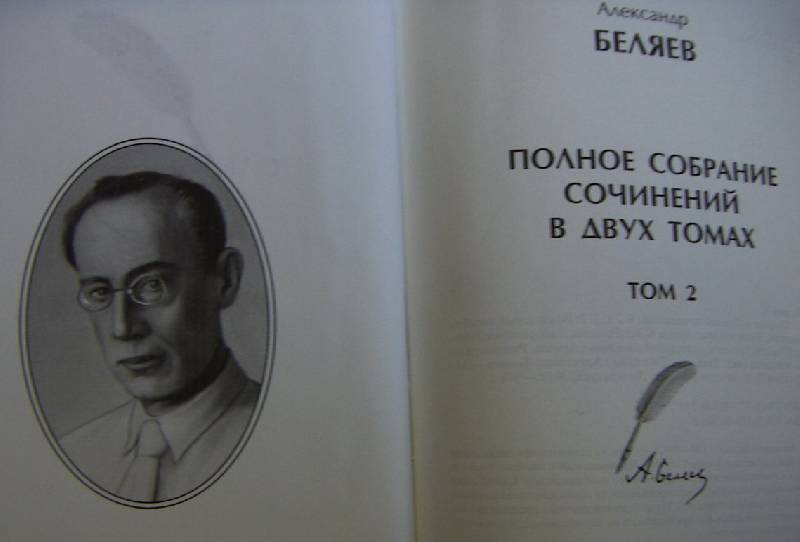 Александр
БЕЛЯЕВ
ПОЛНОЕ СОБРАНИЕ
СОЧИНЕНИЙ
В ДВУХ ТОМАХ
ТОМ 2